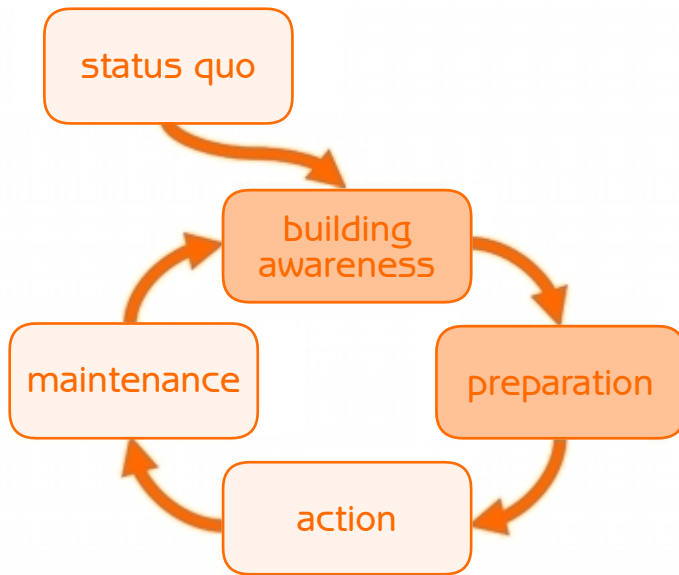 status quo
building
awareness
maintenance
preparation
action